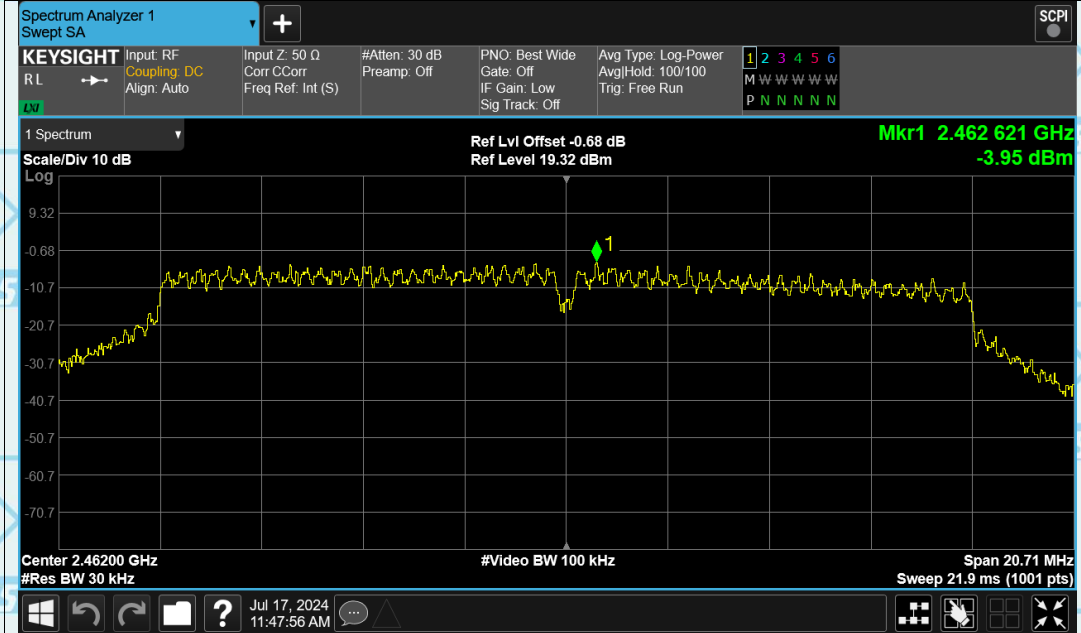 Spectrum Analyzer 1
Swept SA
+
SCPI
KEYSIGHT
R L
LXI
Input: RF
Coupling: DC
Align: Auto
Input Z: 50 Ω
Corr CCorr
Freq Ref: Int (S)
#Atten: 30 dB
Preamp: Off
PNO: Best Wide
Gate: Off
IF Gain: Low
Sig Track: Off
Avg Type: Log-Power
Avg|Hold: 100/100
Trig: Free Run
1 2 3 4 5 6
M W W W W W
P N N N N N
1 Spectrum
Scale/Div 10 dB
Ref Lvl Offset -0.68 dB
Ref Level 19.32 dBm
Mkr1 2.462 621 GHz
-3.95 dBm
Log
9.32
-0.68
-10.7
-20.7
-30.7
-40.7
-50.7
-60.7
-70.7
1
Center 2.46200 GHz
#Video BW 100 kHz
Span 20.71 MHz
#Res BW 30 kHz
Sweep 21.9 ms (1001 pts)
?
Jul 17, 2024
11:47:56 AM